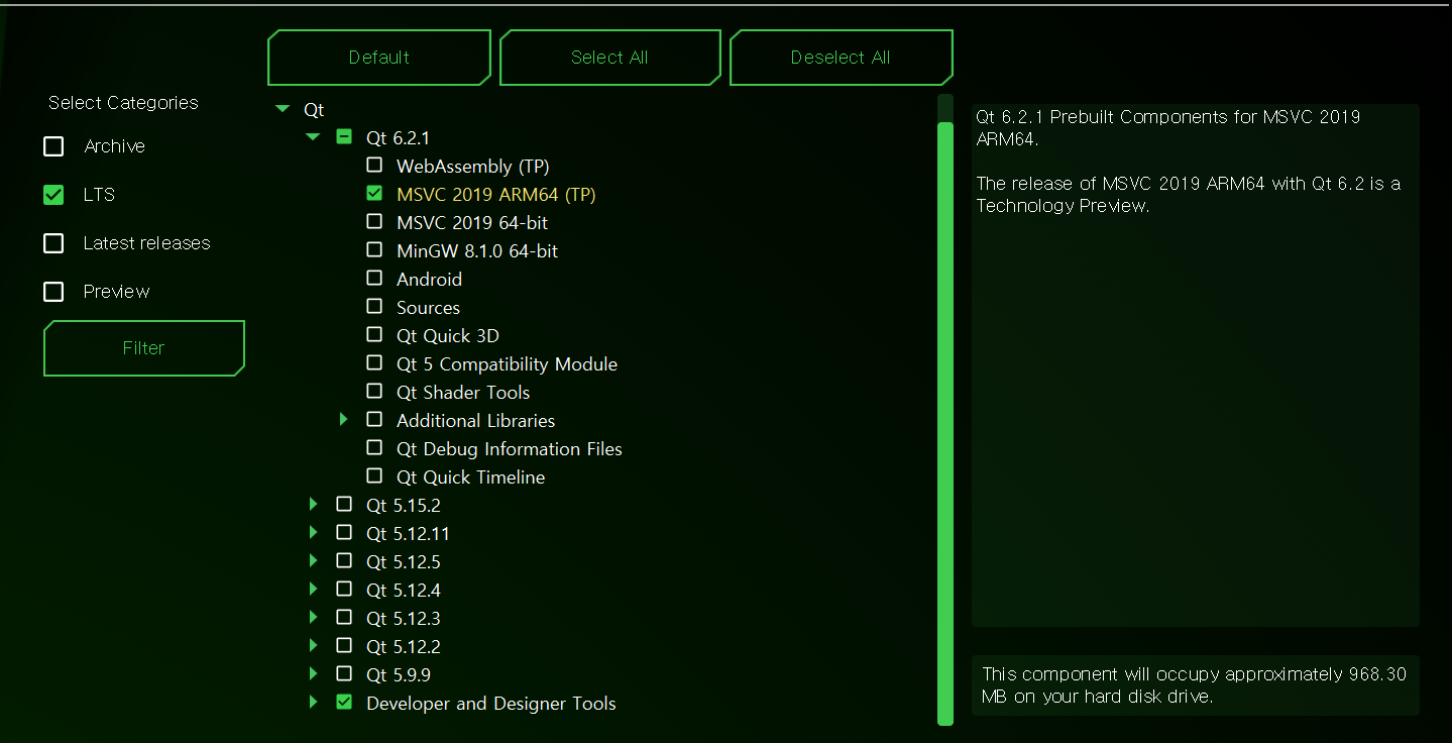 Default
Select All
Deselect All
Select Categories
Archive
LTS
Latest releases
Preview
Filter
Qt
Qt 6.2.1
WebAssembly (TP)
MSVC 2019 ARM64 (TP)
MSVC 2019 64-bit
MinGW 8.1.0 64-bit
Android
Sources
Qt Quick 3D
Qt 5 Compatibility Module
Qt Shader Tools
Additional Libraries
Qt Debug Information Files
Qt Quick Timeline
Qt 5.15.2
Qt 5.12.11
Qt 5.12.5
Qt 5.12.4
Qt 5.12.3
Qt 5.12.2
Qt 5.9.9
Developer and Designer Tools
Qt 6.2.1 Prebuilt Components for MSVC 2019
ARM64.
The release of MSVC 2019 ARM64 with Qt 6.2 is a
Technology Preview.
This component will occupy approximately 968.30
MB on your hard disk drive.